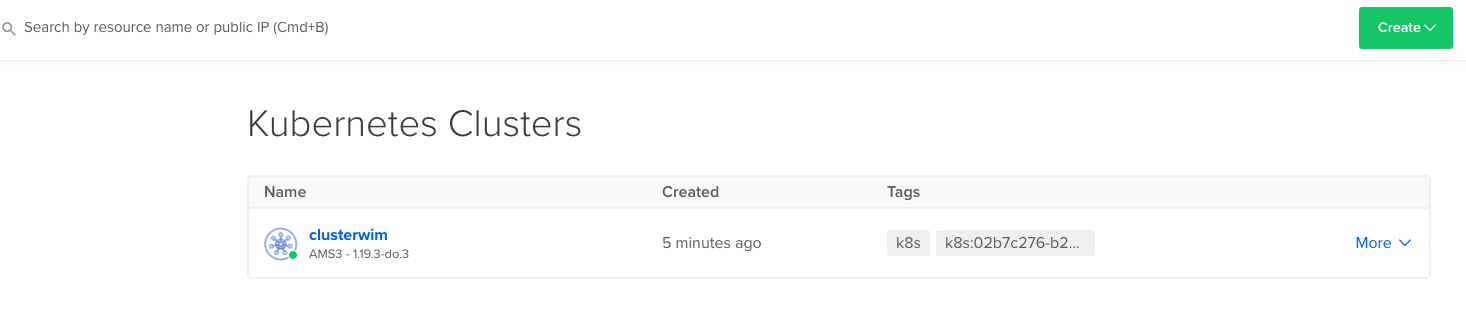 Search by resource name or public IP (Cmd+B)
Create
Kubernetes Clusters
Name Created Tags
clusterwim 5 minutes ago k8s k8s:02b7c276-b2... More
AMS3 - 1.19.3-do.3